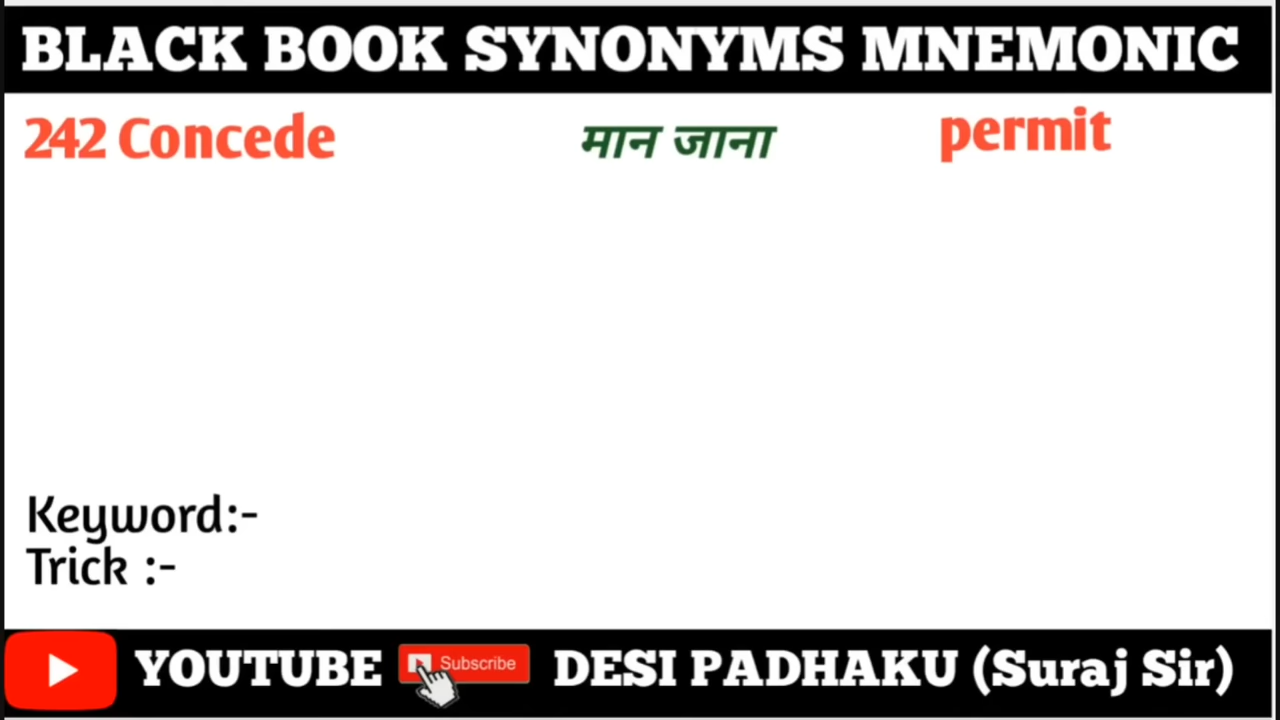 BLACK BOOK SYNONYMS MNEMONIC
242 Concede मान जाना permit
Keyword:-
Trick :-
YOUTUBE Subscribe DESI PADHAKU (Suraj Sir)